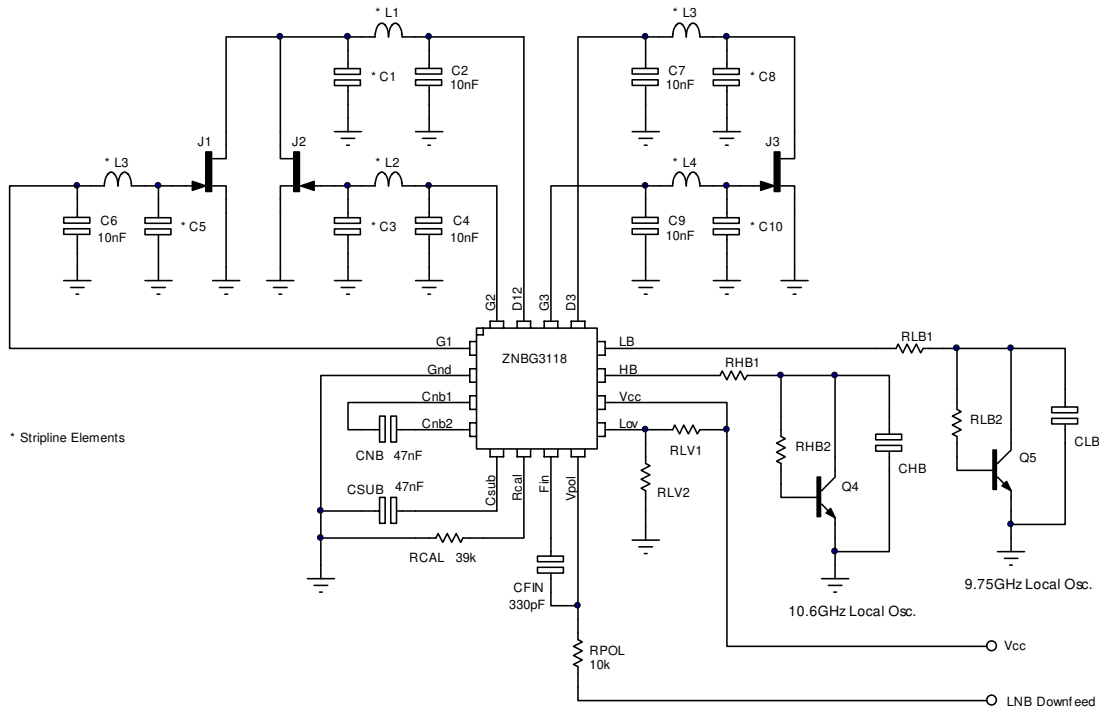 * L1
* L3
* C1
C2
10nF
C7
10nF
* C8
J1
J2
J3
* L3
* L2
* L4
C6
10nF
* C5
* C3
C4
10nF
C9
10nF
* C10
G2
D12
G3
D3
G1
Gnd
Cnb1
Cnb2
ZNBG3118
LB
HB
Vcc
Lov
RLB1
RHB1
RLB2
CLB
* Stripline Elements
CNB 47nF
RLV1
RHB2
CHB
Q5
CSUB 47nF
Csub
Rcal
Fin
Vpol
RLV2
Q4
RCAL 39k
CFIN
330pF
9.75GHz Local Osc.
10.6GHz Local Osc.
RPOL
10k
Vcc
LNB Downfeed